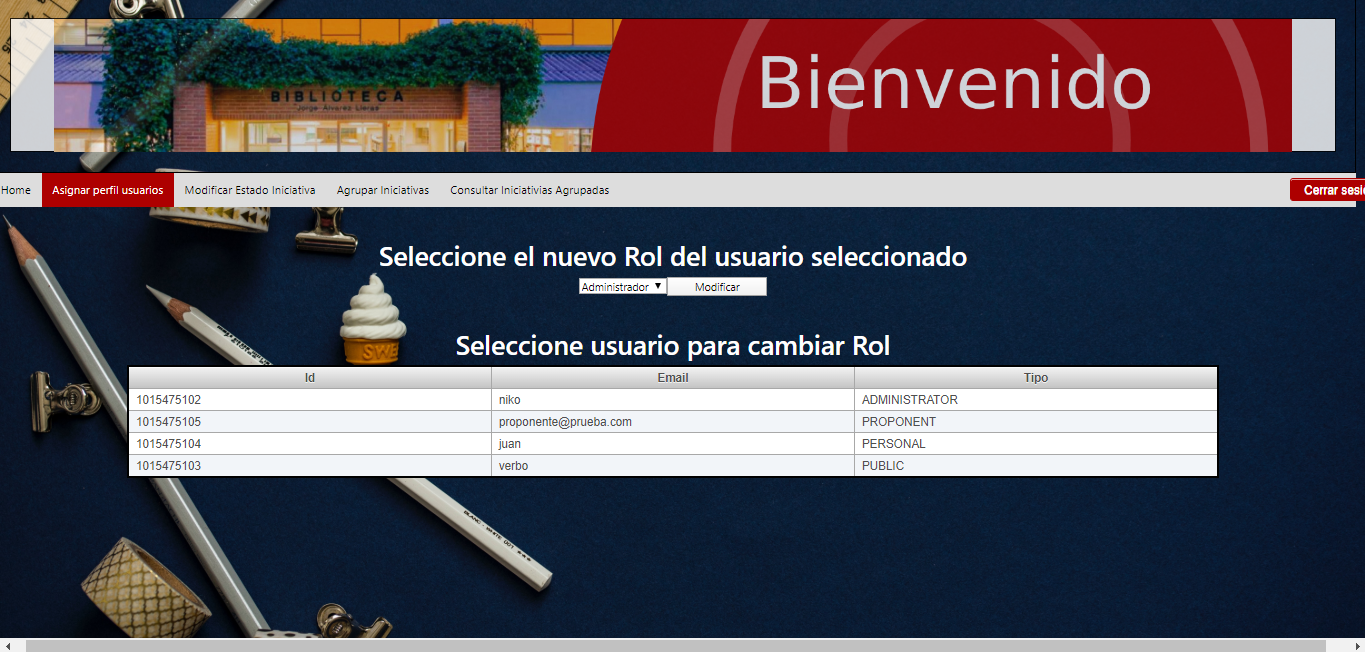 BIBLIOTECA
"Jorge Álvarez Lleras"
Bienvenido
Home Asignar perfil usuarios Modificar Estado Iniciativa Agrupar Iniciativas Consultar Iniciativias Agrupadas Cerrar sesi
Seleccione el nuevo Rol del usuario seleccionado
Administrador Modificar
SWE
Seleccione usuario para cambiar Rol
Id Email Tipo
1015475102 niko ADMINISTRATOR
1015475105 proponente@prueba.com PROPONENT
1015475104 juan PERSONAL
1015475103 verbo PUBLIC